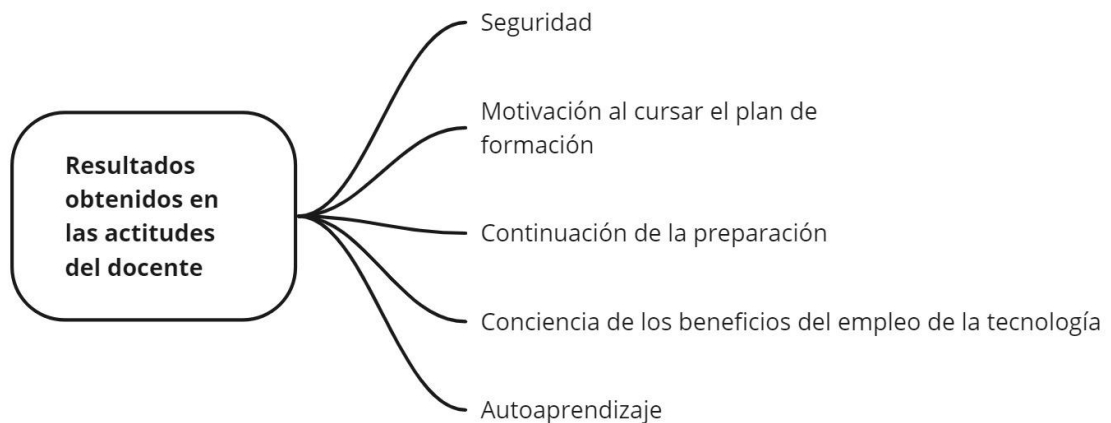 Resultados
obtenidos en
las actitudes
del docente
Seguridad
Motivación al cursar el plan de
formación
Continuación de la preparación
Conciencia de los beneficios del empleo de la tecnología
Autoaprendizaje